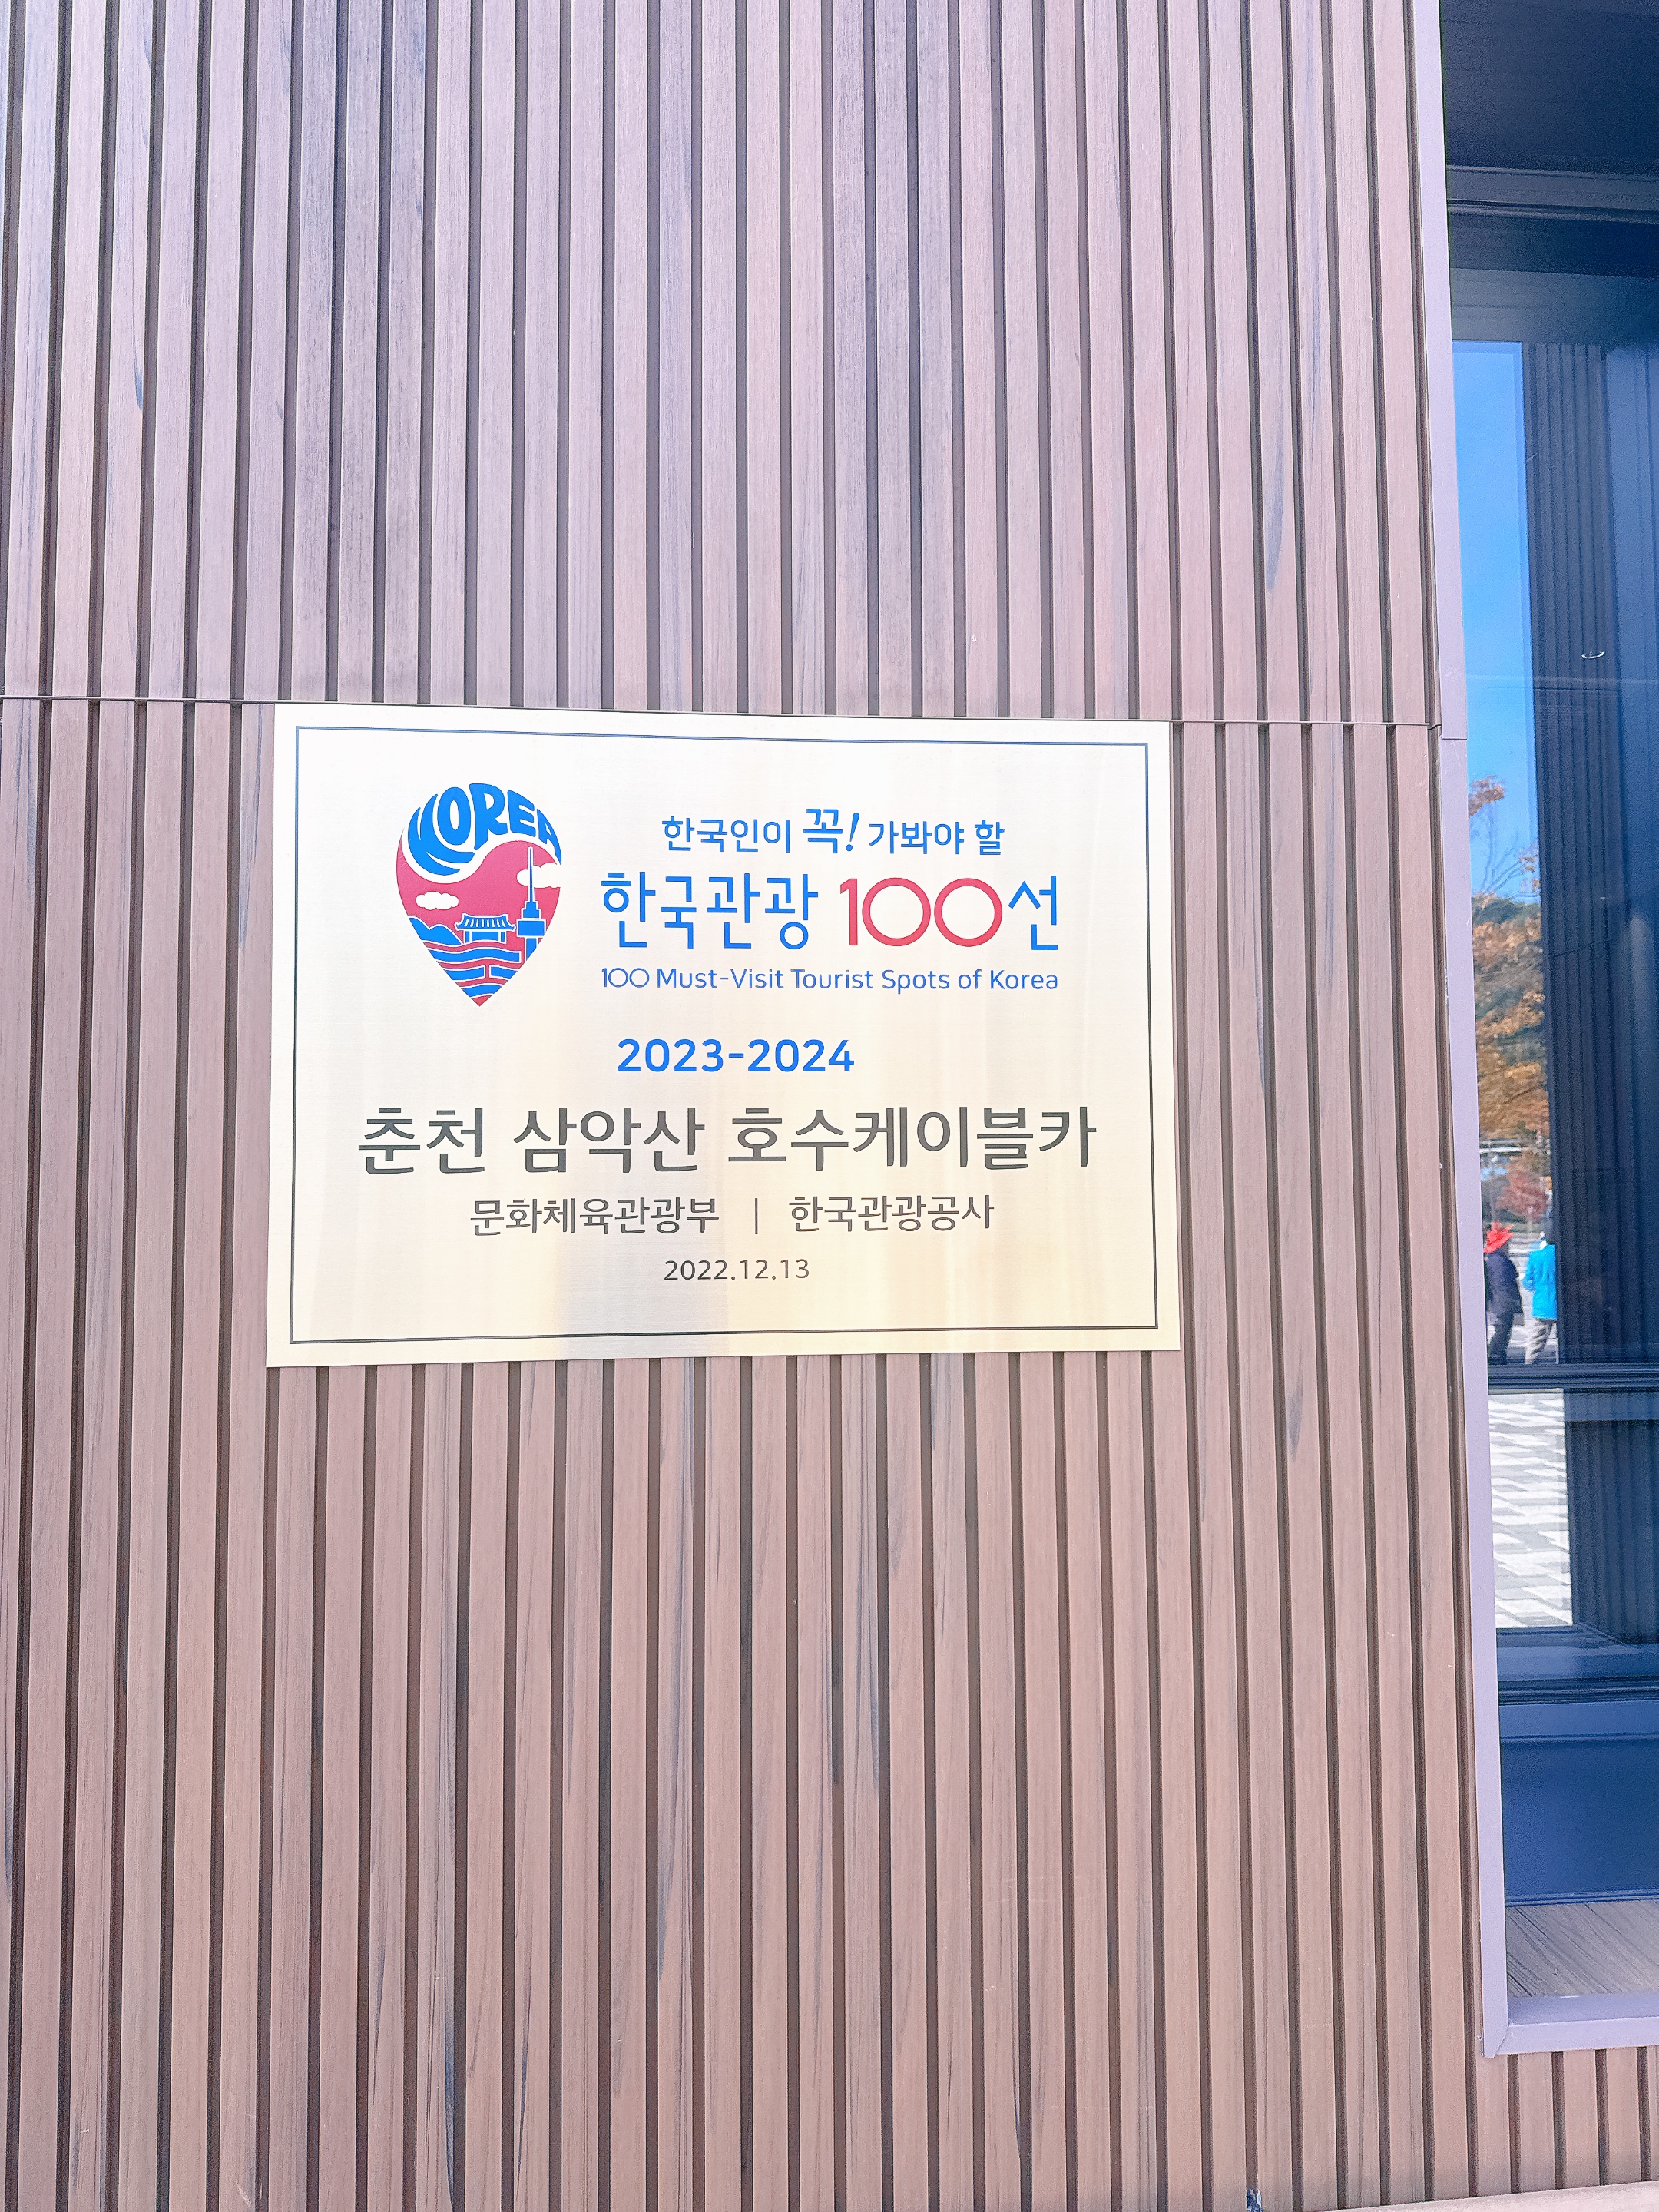 KOREA
한국인이 꼭! 가봐야 할
한국관광 100선
100 Must-Visit Tourist Spots of Korea
2023-2024
춘천 삼악산 호수케이블카
문화체육관광부 | 한국관광공사
2022.12.13